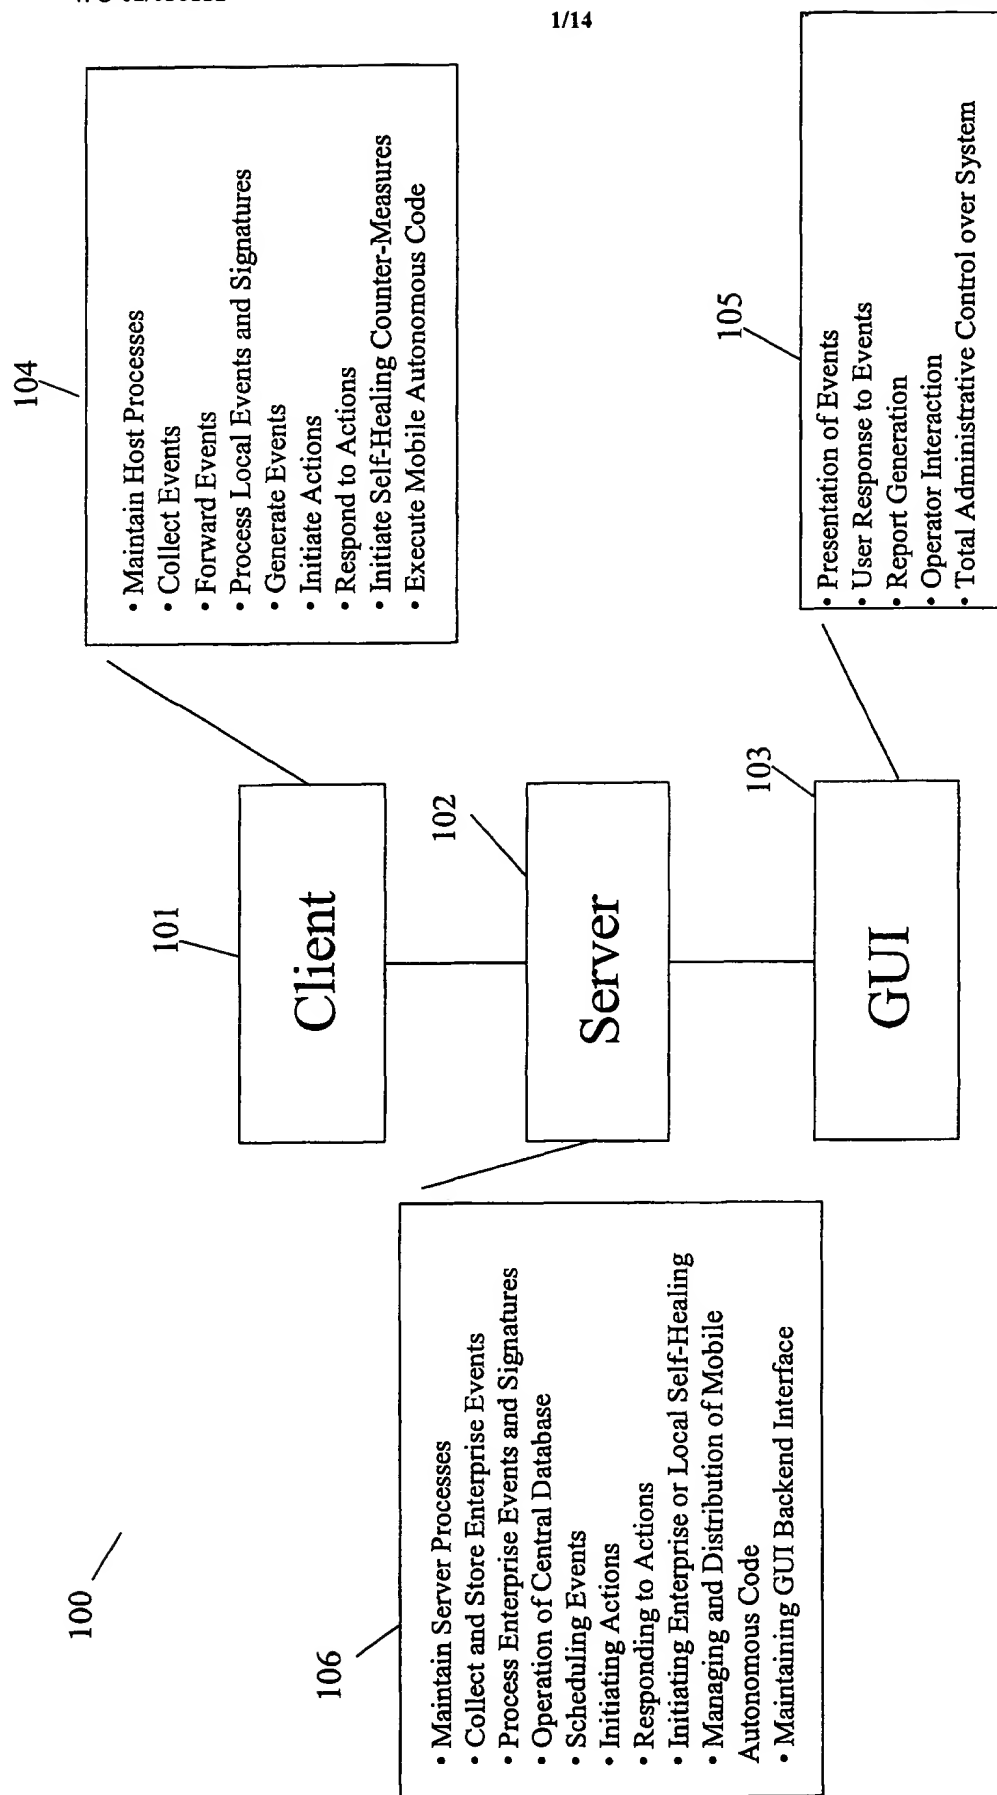 1/14
100
106
• Maintain Server Processes
• Collect and Store Enterprise Events
• Process Enterprise Events and Signatures
• Operation of Central Database
• Scheduling Events
• Initiating Actions
• Responding to Actions
• Initiating Enterprise or Local Self-Healing
• Managing and Distribution of Mobile
Autonomous Code
• Maintaining GUI Backend Interface
101
Client
102
Server
103
GUI
104
• Maintain Host Processes
• Collect Events
• Forward Events
• Process Local Events and Signatures
• Generate Events
• Initiate Actions
• Respond to Actions
• Initiate Self-Healing Counter-Measures
• Execute Mobile Autonomous Code
105
• Presentation of Events
• User Response to Events
• Report Generation
• Operator Interaction
• Total Administrative Control over System